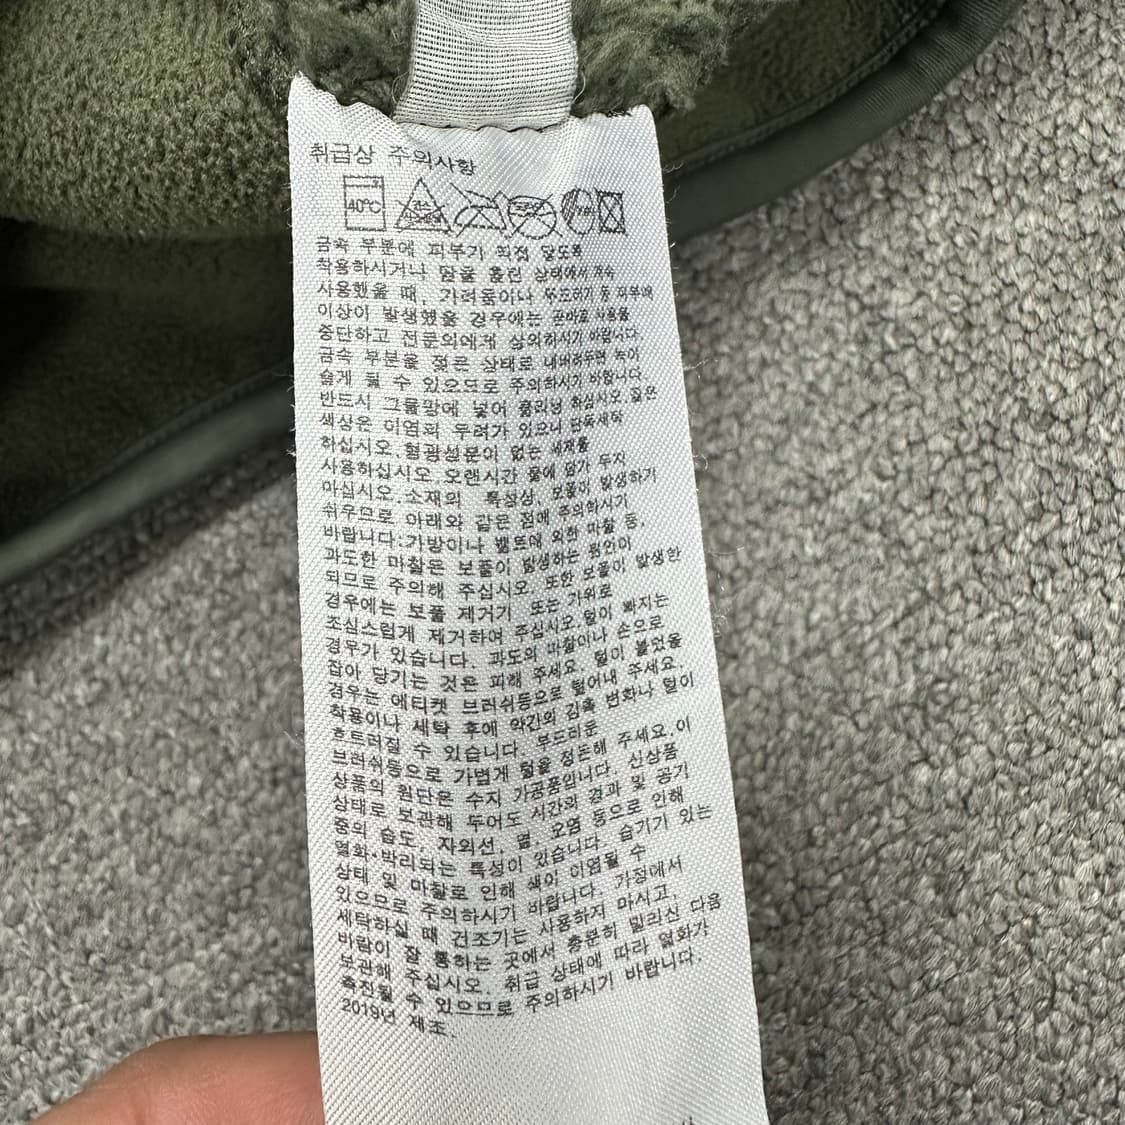 취급상 주의사항
40℃
금속 부분에 피부가 직접 닿도록
착용하시거나 땀을 흘린 상태에서 계속
사용했을 때, 가려움이나 부드러기 등 피부에
이상이 발생했을 경우에는 곧바로 사용을
중단하고 전문의에게 상의하시기 바랍니다.
금속 부분을 젖은 상태로 내버려두면 녹이
슬게 될 수 있으므로 주의하시기 바랍니다.
반드시 그물망에 넣어 클리닝 하십시오 짙은
색상은 이염의 우려가 있으니 단독세탁
하십시오.형광성분이 없는 세제를
사용하십시오.오랜시간 물에 담가 두지
마십시오.소재의 특성상, 보풀이 발생하기
쉬우므로 아래와 같은 점에 주의하시기
바랍니다:가방이나 벨트에 의한 마찰 등,
과도한 마찰은 보풀이 발생하는 원인이
되므로 주의해 주십시오. 또한 보풀이 발생한
경우에는 보풀 제거기 또는 가위로
조심스럽게 제거하여 주십시오.털이 빠지는
경우가 있습니다. 과도의 마찰이나 손으로
잡아 당기는 것은 피해 주세요. 털이 붙었을
경우는 에티켓 브러쉬등으로 털어내 주세요.
착용이나 세탁 후에 약간의 감촉 변화나 털이
흐트러질 수 있습니다. 부드러운
브러쉬등으로 가볍게 털을 정돈해 주세요.이
상품의 원단은 수지 가공품입니다. 신상품
상태로 보관해 두어도 시간의 경과 및 공기
중의 습도, 자외선, 열, 오염 등으로 인해
열화·박리되는 특성이 있습니다. 습기가 있는
상태 및 마찰로 인해 색이 이염될 수
있으므로 주의하시기 바랍니다. 가정에서
세탁하실 때 건조기는 사용하지 마시고,
바람이 잘 통하는 곳에서 충분히 말리신 다음
보관해 주십시오. 취급 상태에 따라 열화가
촉진될 수 있으므로 주의하시기 바랍니다.
2019년 제조.